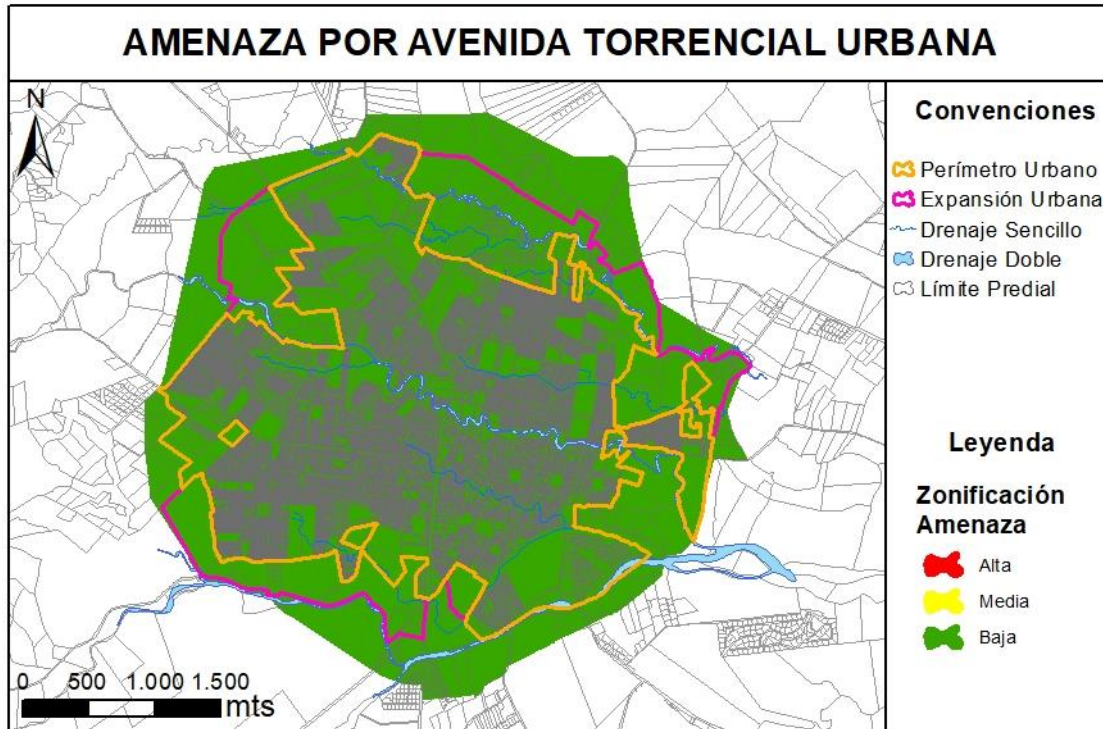 AMENAZA POR AVENIDA TORRENCIAL URBANA
N
Convenciones
Perímetro Urbano
Expansión Urbana
Drenaje Sencillo
Drenaje Doble
Límite Predial
Leyenda
Zonificación
Amenaza
Alta
Media
Baja
0 500 1.000 1.500
mts